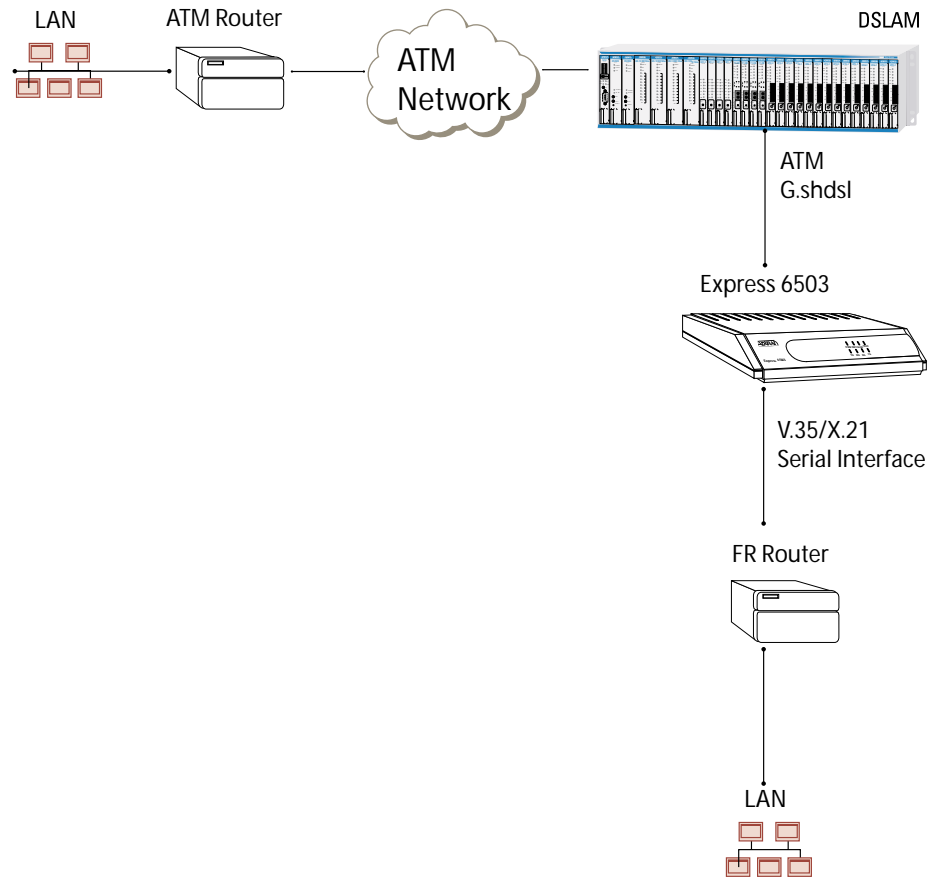 LAN
ATM Router
DSLAM
ATM
Network
ATM
G.shdsl
Express 6503
V.35/X.21
Serial Interface
FR Router
LAN